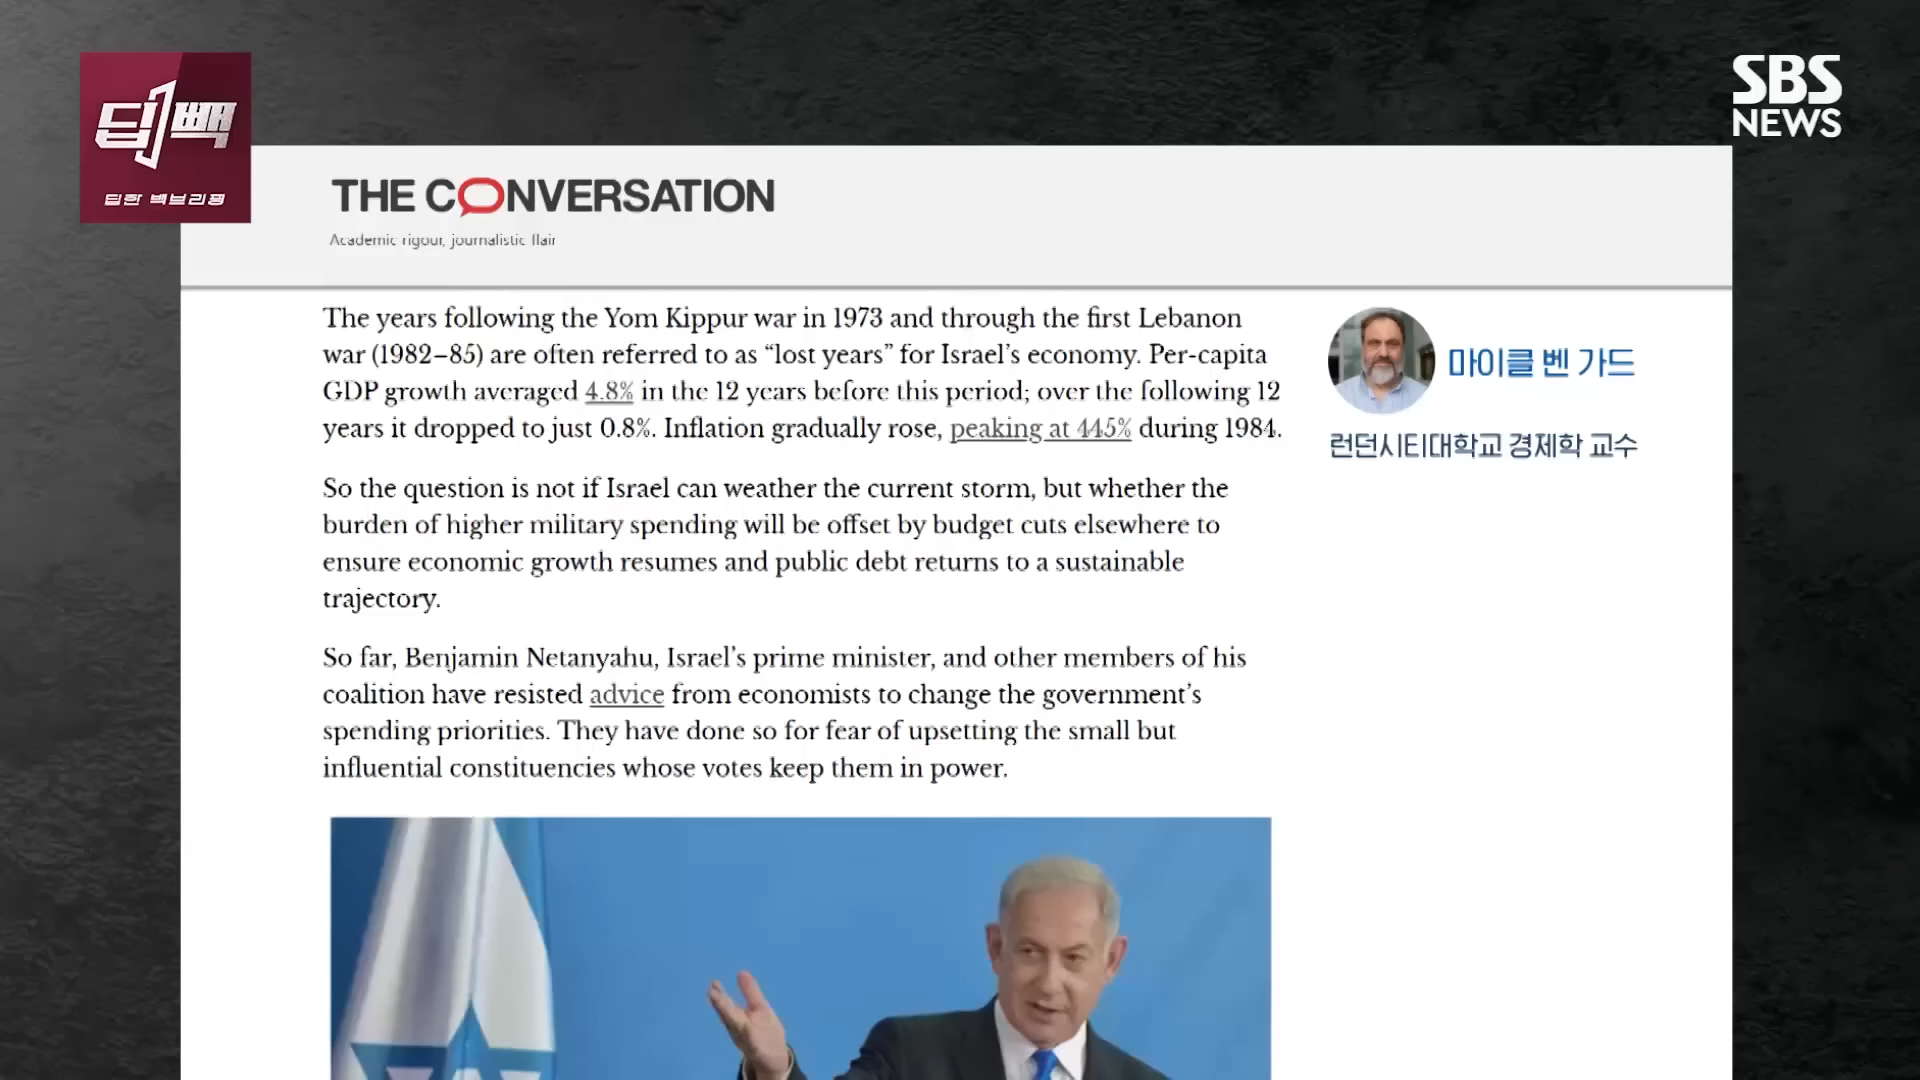 딥빽
딥한 백브리핑
SBS
NEWS
THE CONVERSATION
Academic rigour, journalistic flair
The years following the Yom Kippur war in 1973 and through the first Lebanon
war (1982–85) are often referred to as “lost years” for Israel’s economy. Per-capita
GDP growth averaged 4.8% in the 12 years before this period; over the following 12
years it dropped to just 0.8%. Inflation gradually rose, peaking at 445% during 1984.
So the question is not if Israel can weather the current storm, but whether the
burden of higher military spending will be offset by budget cuts elsewhere to
ensure economic growth resumes and public debt returns to a sustainable
trajectory.
So far, Benjamin Netanyahu, Israel’s prime minister, and other members of his
coalition have resisted advice from economists to change the government’s
spending priorities. They have done so for fear of upsetting the small but
influential constituencies whose votes keep them in power.
마이클 벤 가드
런던시티대학교 경제학 교수